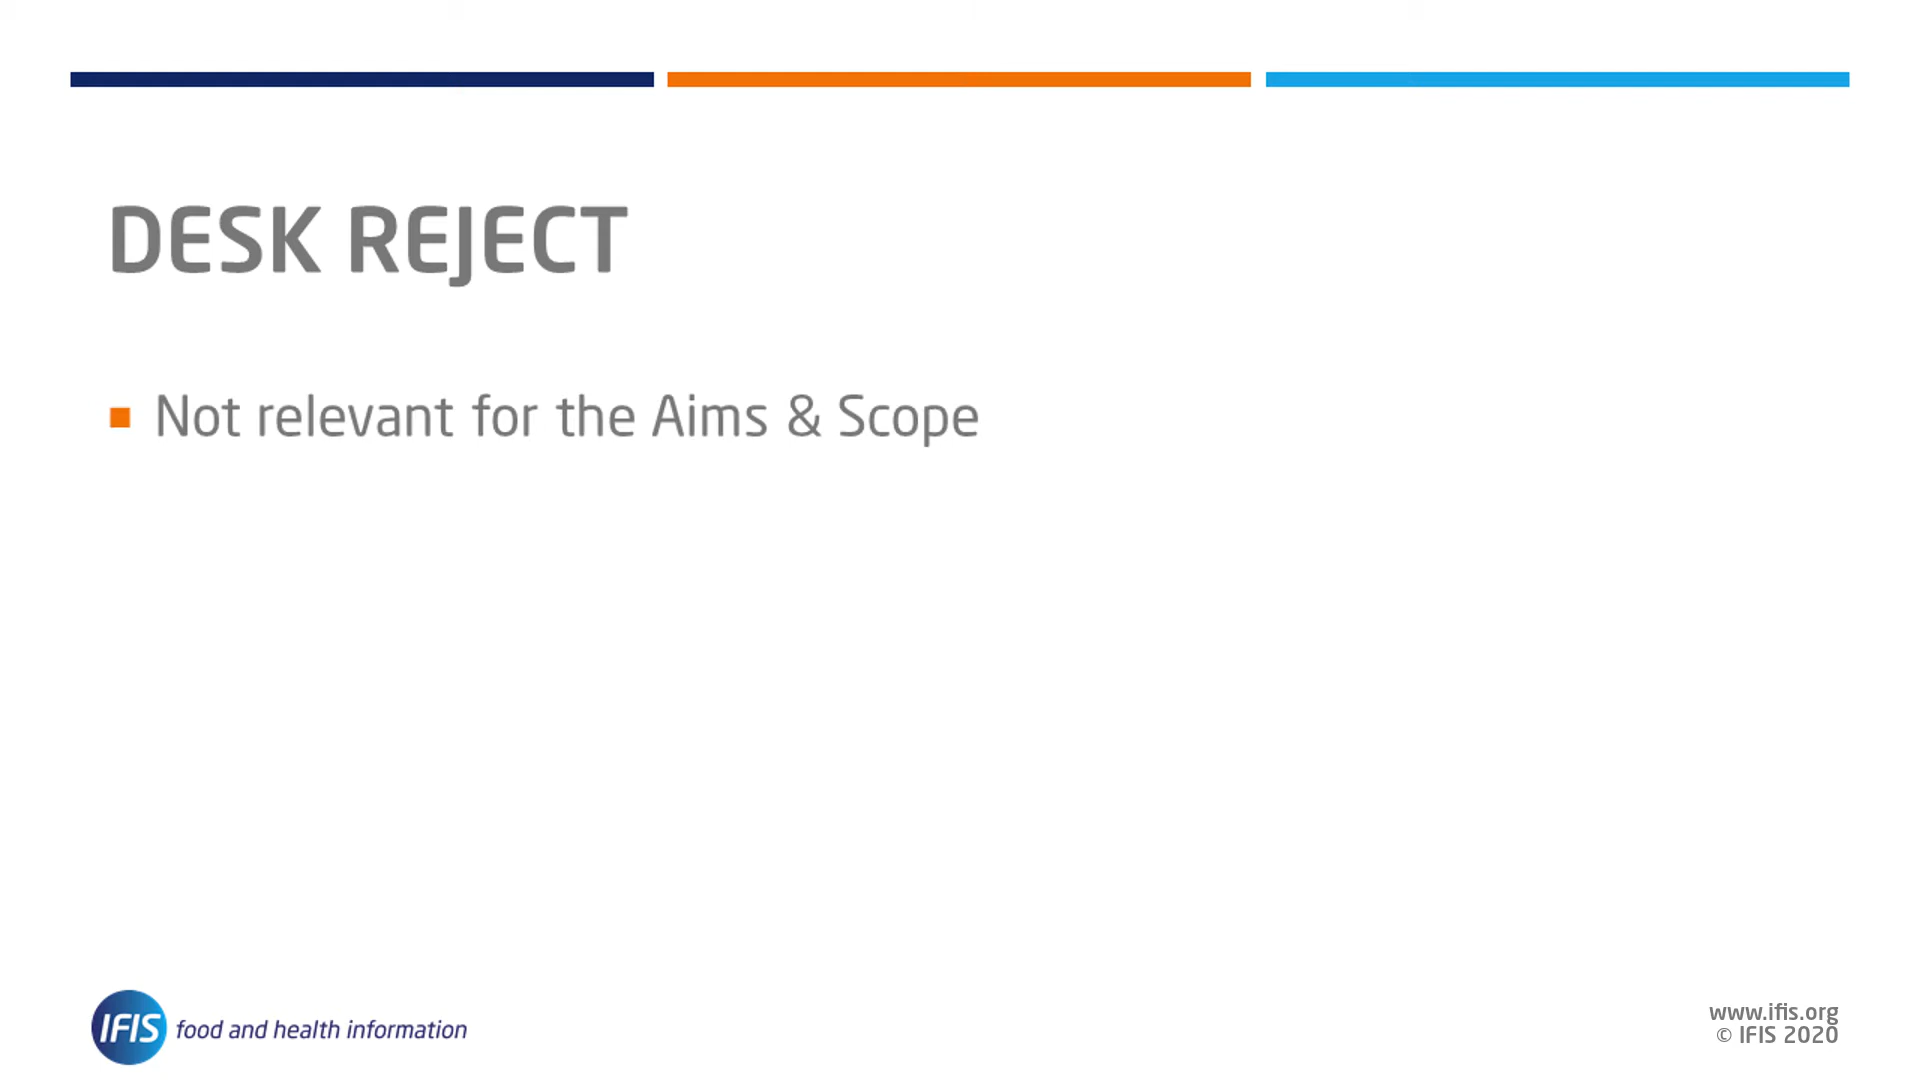 DESK REJECT
Not relevant for the Aims & Scope
IFIS food and health information
www.ifis.org
© IFIS 2020